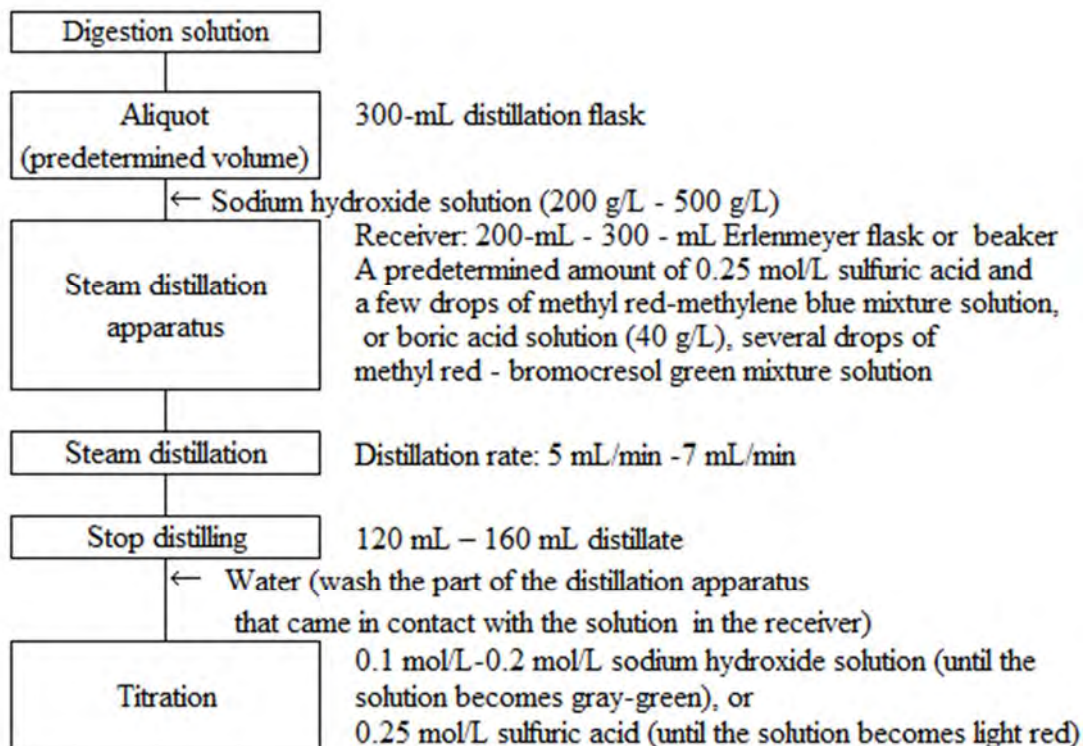 Digestion solution
Aliquot
(predetermined volume)
300-mL distillation flask
← Sodium hydroxide solution (200 g/L - 500 g/L)
Steam distillation
apparatus
Receiver: 200-mL - 300 - mL Erlenmeyer flask or beaker
A predetermined amount of 0.25 mol/L sulfuric acid and
a few drops of methyl red-methylene blue mixture solution,
or boric acid solution (40 g/L), several drops of
methyl red - bromocresol green mixture solution
Steam distillation
Distillation rate: 5 mL/min -7 mL/min
Stop distilling
120 mL – 160 mL distillate
← Water (wash the part of the distillation apparatus
that came in contact with the solution in the receiver)
Titration
0.1 mol/L-0.2 mol/L sodium hydroxide solution (until the
solution becomes gray-green), or
0.25 mol/L sulfuric acid (until the solution becomes light red)